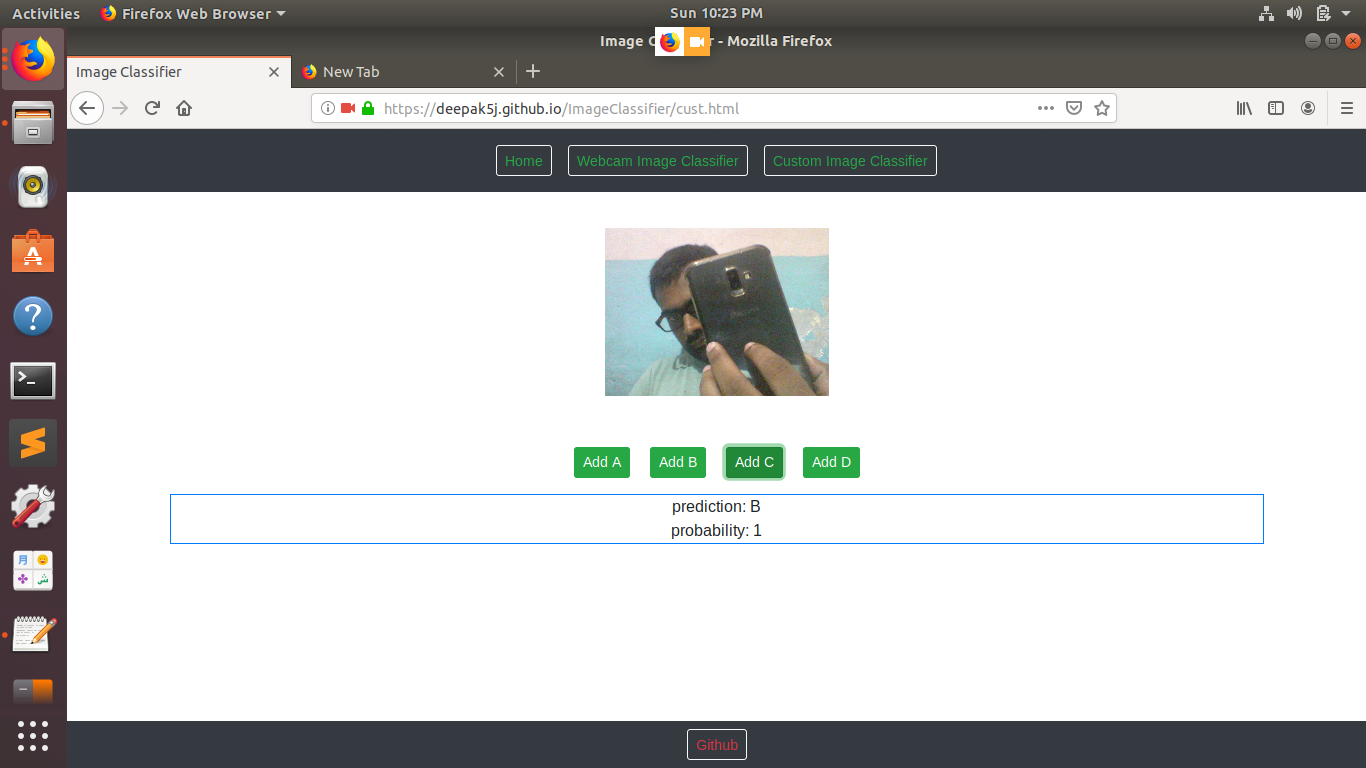 Activities
Firefox Web Browser
Sun 10:23 PM
Image C r - Mozilla Firefox
Image Classifier
New Tab
https://deepak5j.github.io/ImageClassifier/cust.html
Home
Webcam Image Classifier
Custom Image Classifier
Add A
Add B
Add C
Add D
prediction: B
probability: 1
Github